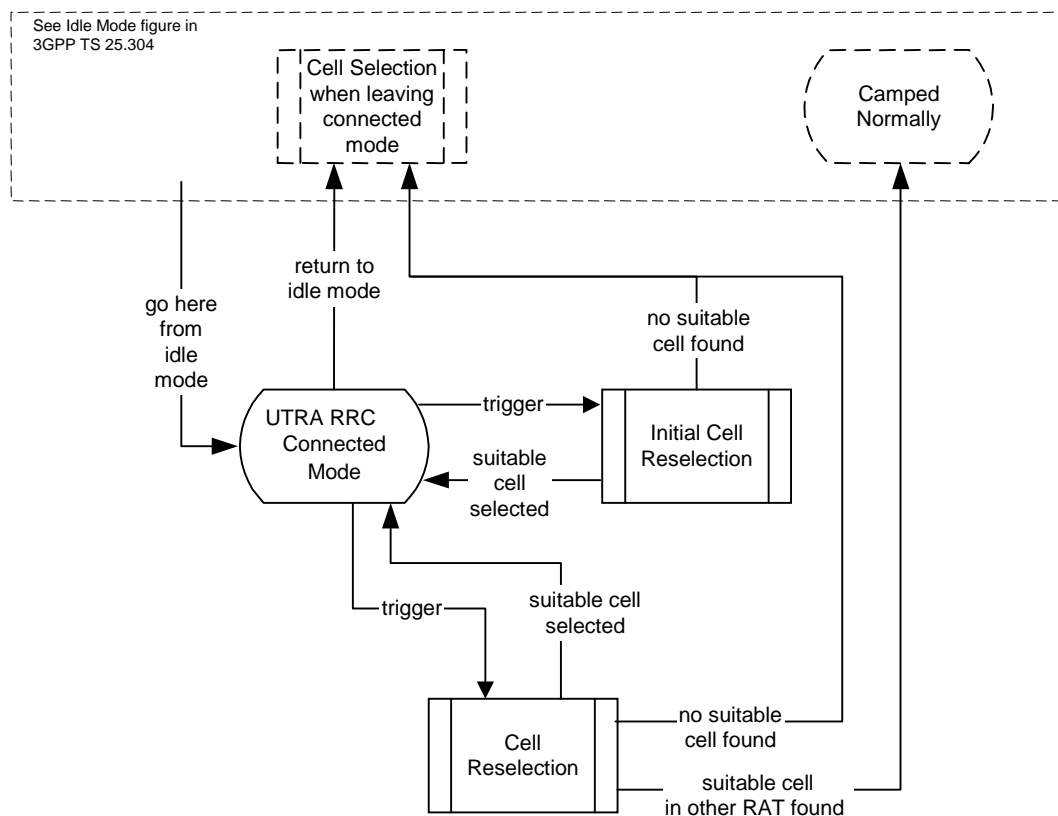 See Idle Mode figure in
3GPP TS 25.304
Cell Selection
when leaving
connected
mode
Camped
Normally
return to
idle mode
go here
from
idle
mode
no suitable
cell found
UTRA RRC
Connected
Mode
trigger
Initial Cell
Reselection
suitable
cell
selected
trigger
suitable cell
selected
Cell
Reselection
no suitable
cell found
suitable cell
in other RAT found